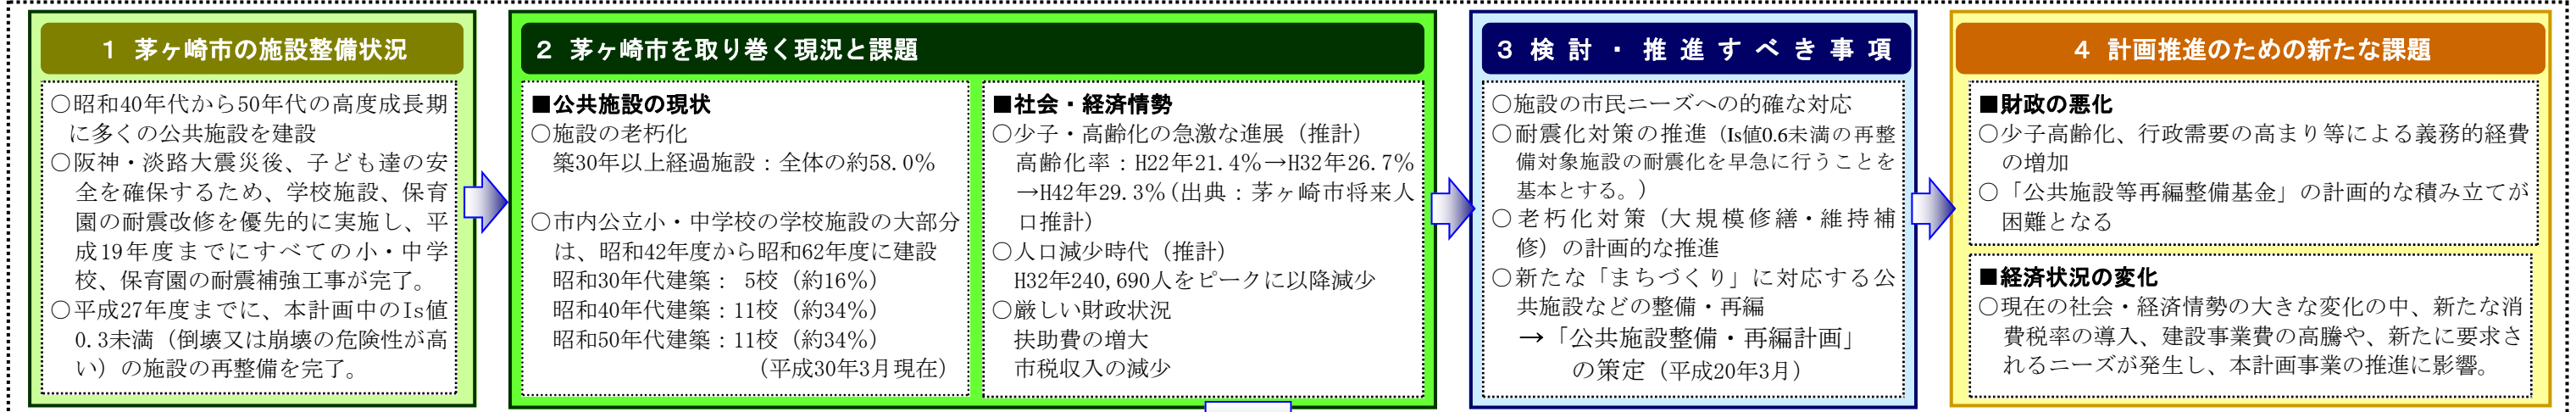 1 茅ヶ崎市の施設整備状況
○昭和40年代から50年代の高度成長期
に多くの公共施設を建設
○阪神・淡路大震災後、子ども達の安
全を確保するため、学校施設、保育
園の耐震改修を優先的に実施し、平
成19年度までにすべての小・中学
校、保育園の耐震補強工事が完了。
○平成27年度までに、本計画中のIs値
0.3未満（倒壊又は崩壊の危険性が高
い）の施設の再整備を完了。
2 茅ヶ崎市を取り巻く現況と課題
■公共施設の現状
○施設の老朽化
築30年以上経過施設：全体の約58.0％
○市内公立小・中学校の学校施設の大部分
は、昭和42年度から昭和62年度に建設
昭和30年代建築： 5校（約16％）
昭和40年代建築：11校（約34％）
昭和50年代建築：11校（約34％）
（平成30年3月現在）
■社会・経済情勢
○少子・高齢化の急激な進展（推計）
高齢化率：H22年21.4％→H32年26.7％
→H42年29.3％(出典：茅ヶ崎市将来人
口推計)
○人口減少時代（推計）
H32年240,690人をピークに以降減少
○厳しい財政状況
扶助費の増大
市税収入の減少
3 検討・推進すべき事項
○施設の市民ニーズへの的確な対応
○耐震化対策の推進（Is値0.6未満の再整
備対象施設の耐震化を早急に行うことを
基本とする。）
○老朽化対策（大規模修繕・維持補
修）の計画的な推進
○新たな「まちづくり」に対応する公
共施設などの整備・再編
→「公共施設整備・再編計画」
の策定（平成20年3月）
4 計画推進のための新たな課題
■財政の悪化
○少子高齢化、行政需要の高まり等による義務的経費
の増加
○「公共施設等再編整備基金」の計画的な積み立てが
困難となる
■経済状況の変化
○現在の社会・経済情勢の大きな変化の中、新たな消
費税率の導入、建設事業費の高騰や、新たに要求さ
れるニーズが発生し、本計画事業の推進に影響。